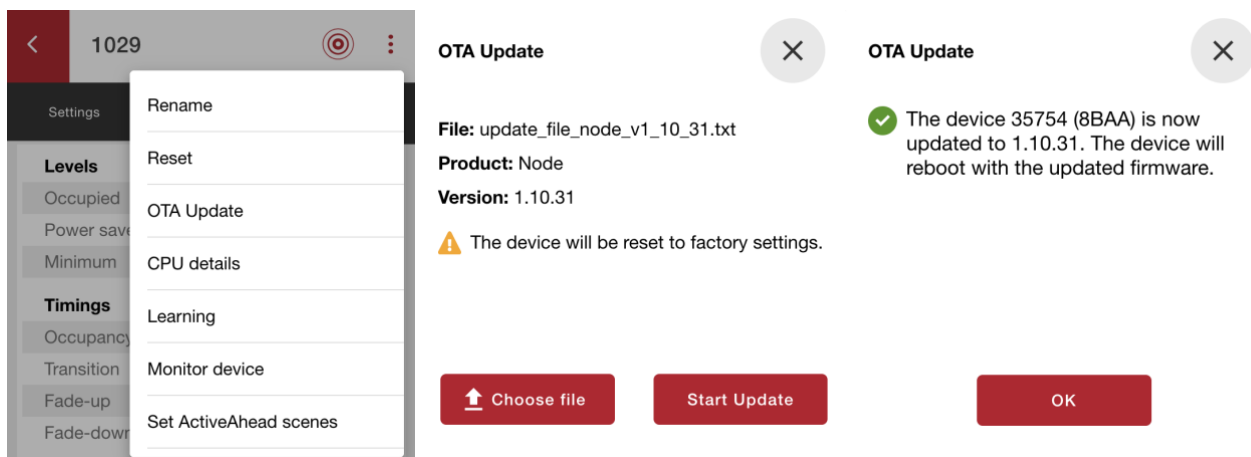 1029
Settings
Rename
Reset
OTA Update
CPU details
Learning
Monitor device
Set ActiveAhead scenes
Levels
Occupied
Power save
Minimum
Timings
Occupancy
Transition
Fade-up
Fade-down
OTA Update
File: update_file_node_v1_10_31.txt
Product: Node
Version: 1.10.31
The device will be reset to factory settings.
Choose file
Start Update
OTA Update
The device 35754 (8BAA) is now
updated to 1.10.31. The device will
reboot with the updated firmware.
OK